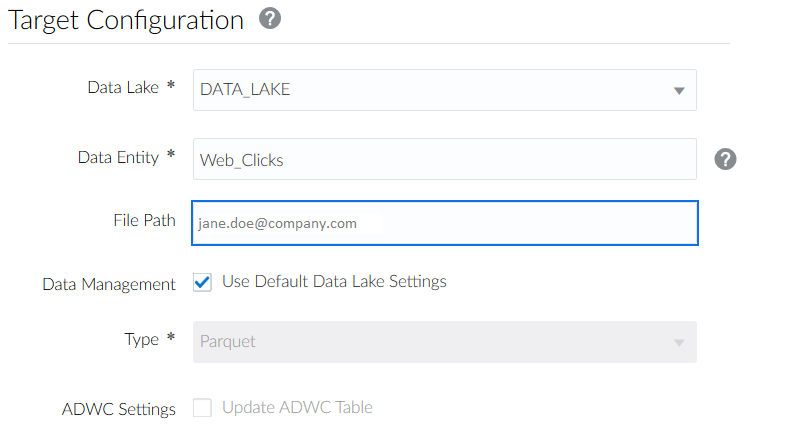 Target Configuration ?
Data Lake * DATA_LAKE
Data Entity * Web_Clicks ?
File Path jane.doe@company.com
Data Management Use Default Data Lake Settings
Type * Parquet
ADWC Settings Update ADWC Table